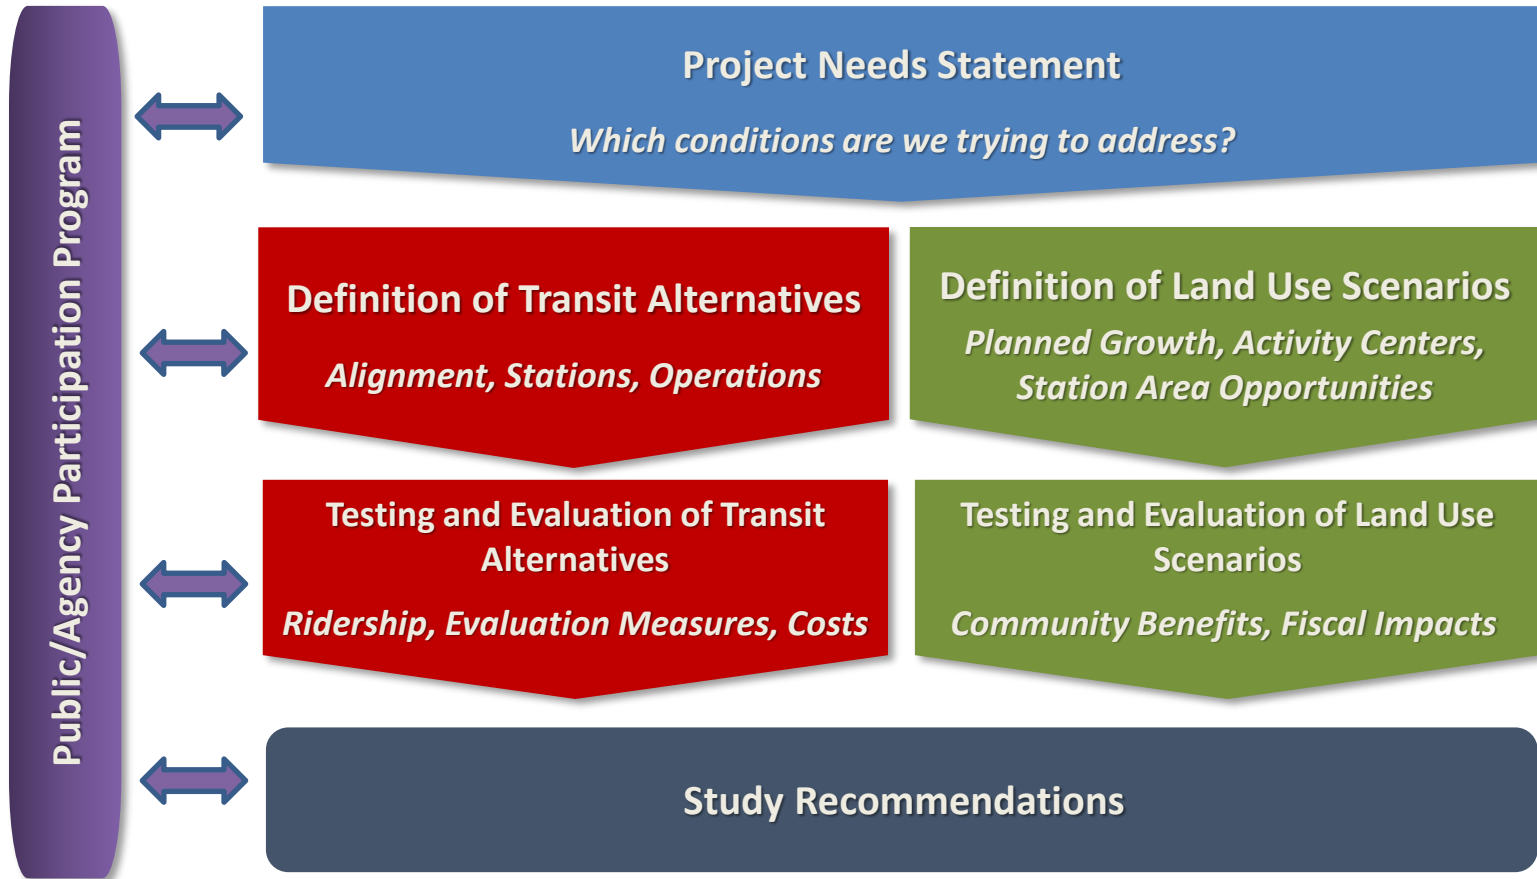 Public/Agency Participation Program
Project Needs Statement
Which conditions are we trying to address?
Definition of Transit Alternatives
Alignment, Stations, Operations
Definition of Land Use Scenarios
Planned Growth, Activity Centers,
Station Area Opportunities
Testing and Evaluation of Transit
Alternatives
Ridership, Evaluation Measures, Costs
Testing and Evaluation of Land Use
Scenarios
Community Benefits, Fiscal Impacts
Study Recommendations